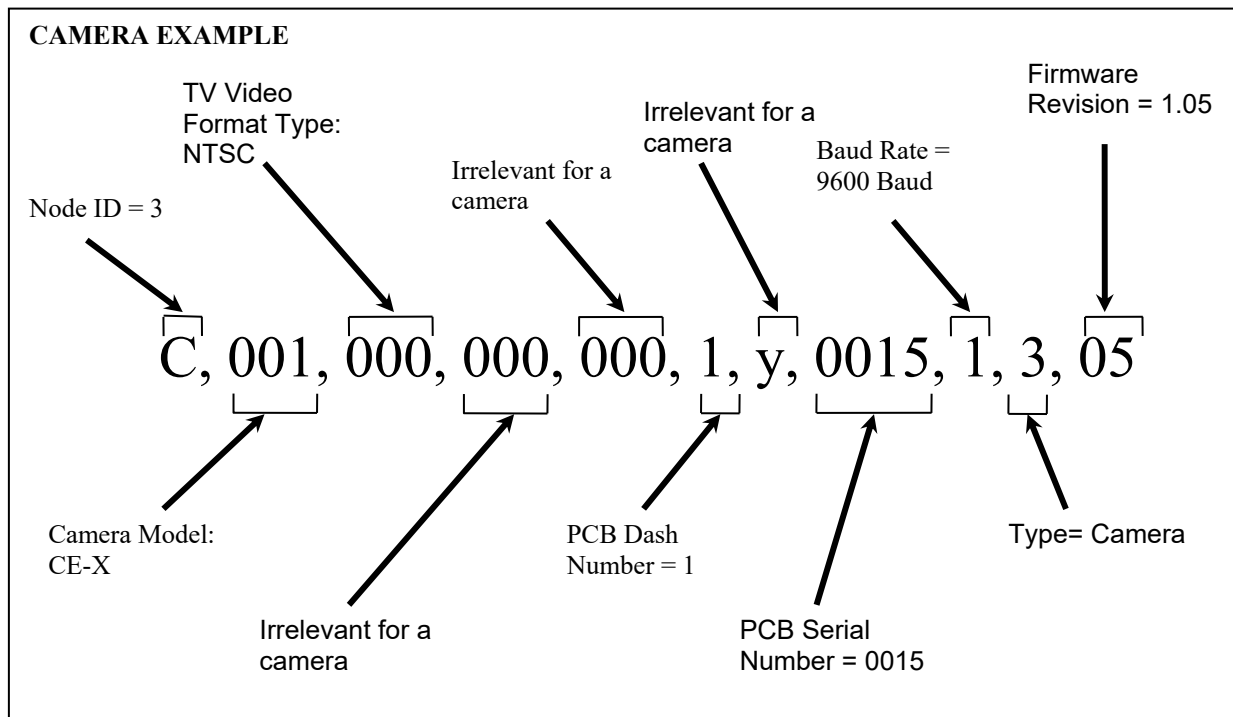 CAMERA EXAMPLE
Firmware
Revision = 1.05
TV Video
Format Type:
NTSC
Irrelevant for a
camera
Baud Rate =
9600 Baud
Irrelevant for a
camera
Node ID = 3
C, 001, 000, 000, 000, 1, y, 0015, 1, 3, 05
Camera Model:
CE-X
PCB Dash
Number = 1
Type= Camera
Irrelevant for a
camera
PCB Serial
Number = 0015